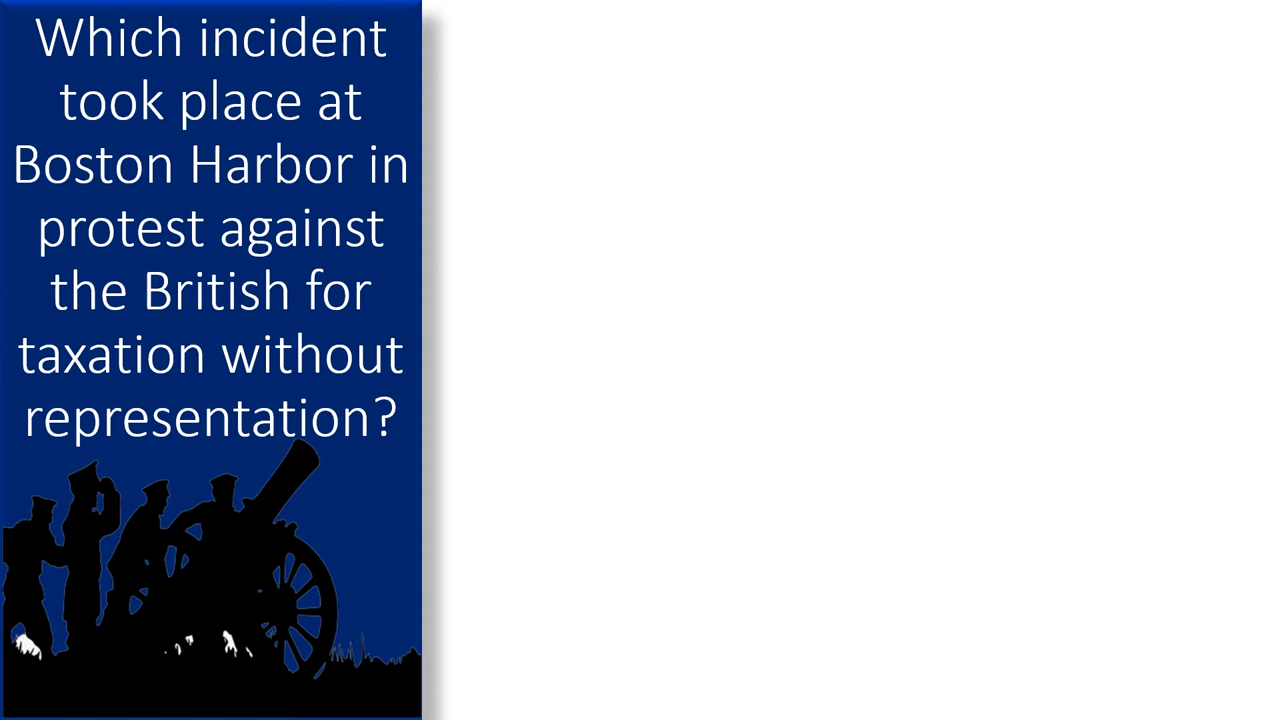 Which incident
took place at
Boston Harbor in
protest against
the British for
taxation without
representation?